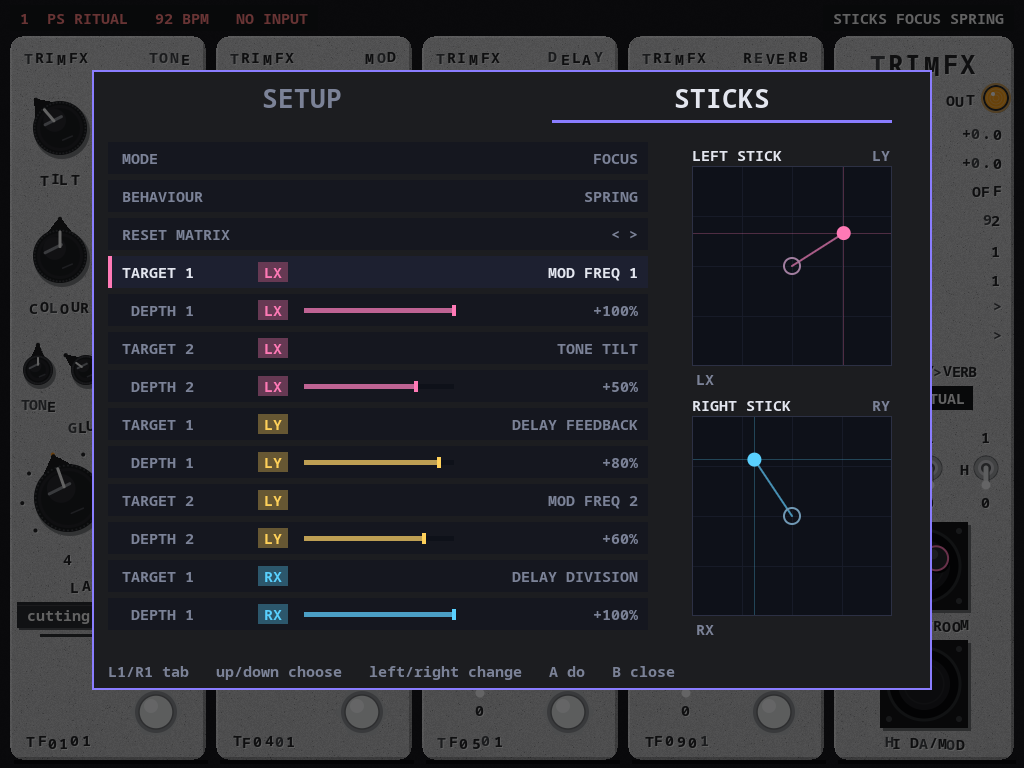 1 PS RITUAL 92 BPM NO INPUT STICKS FOCUS SPRING
TRIMFX TONE TRIMFX MOD TRIMFX DELAY TRIMFX REVERB TRIMFX
SETUP STICKS
OUT
+0.0
+0.0
OFF
92
1
1
>
>
TILT
COLOUR
TONE
MODE FOCUS
BEHAVIOUR SPRING
RESET MATRIX < >
TARGET 1 LX MOD FREQ 1
DEPTH 1 LX +100%
TARGET 2 LX TONE TILT
DEPTH 2 LX +50%
TARGET 1 LY DELAY FEEDBACK
DEPTH 1 LY +80%
TARGET 2 LY MOD FREQ 2
DEPTH 2 LY +60%
TARGET 1 RX DELAY DIVISION
DEPTH 1 RX +100%
LEFT STICK LY
LX
RIGHT STICK RY
RX
>VERB
1
H
0
4
cutting
L1/R1 tab up/down choose left/right change A do B close
0 0
TF0101 TF0401 TF0501 TF0901 HI DA/MOD